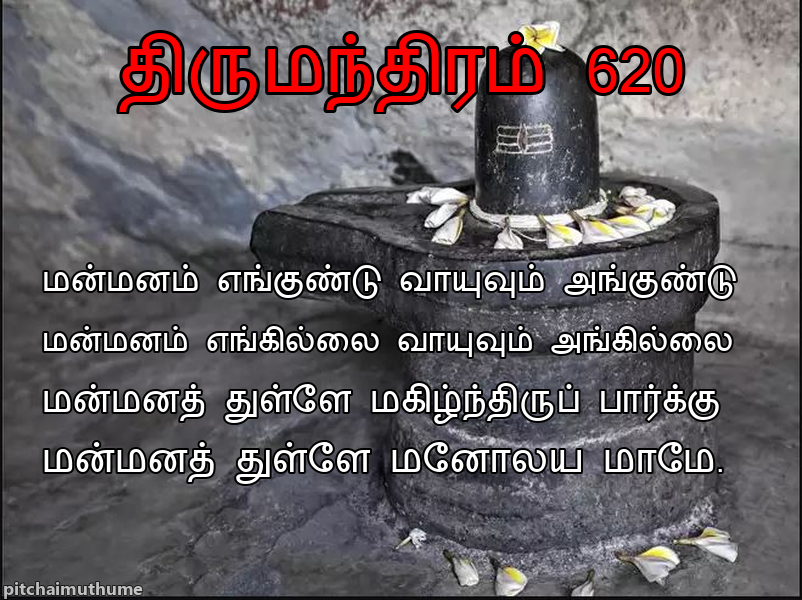 திருமந்திரம் 620
மன்மனம் எங்குண்டு வாயுவும் அங்குண்டு
மன்மனம் எங்கில்லை வாயுவும் அங்கில்லை
மன்மனத் துள்ளே மகிழ்ந்திருப் பார்க்கு
மன்மனத் துள்ளே மனோலய மாமே.
pitchaimuthume